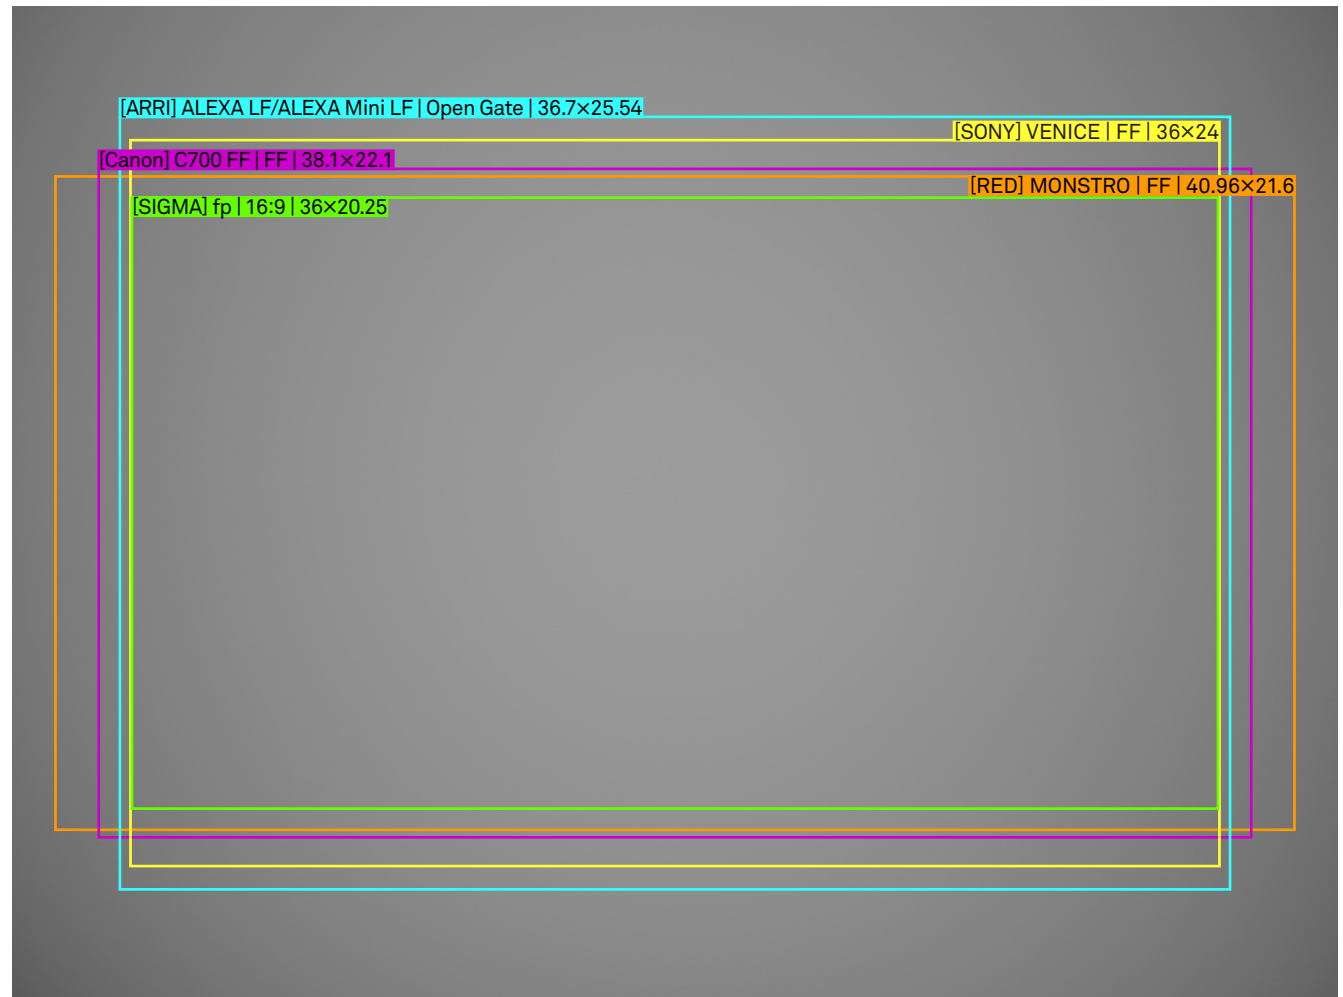 [ARRI] ALEXA LF/ALEXA Mini LF | Open Gate | 36.7×25.54
[SONY] VENICE | FF | 36×24
[Canon] C700 FF | FF | 38.1×22.1
[RED] MONSTRO | FF | 40.96×21.6
[SIGMA] fp | 16:9 | 36×20.25